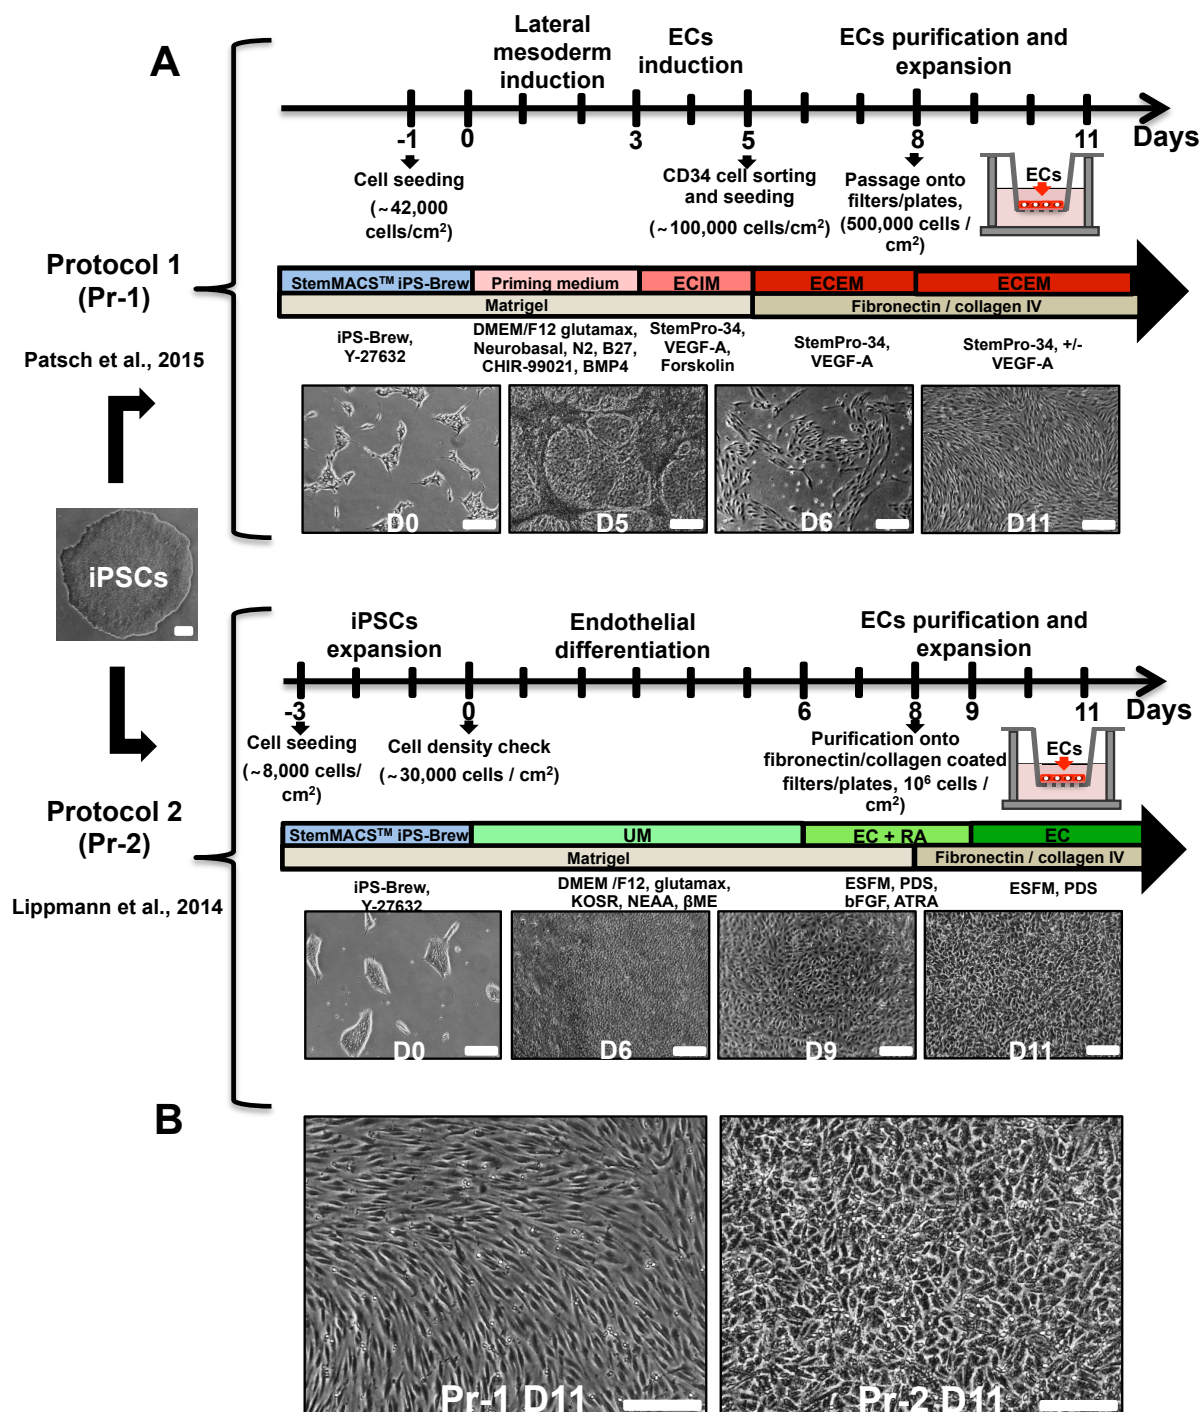 A
Lateral
mesoderm
induction
ECs
induction
ECs purification and
expansion
-1
0
3
5
8
11
Days
Cell seeding
(~42,000
cells/cm²)
CD34 cell sorting
and seeding
(~100,000 cells/cm²)
Passage onto
filters/plates,
(500,000 cells /
cm²)
ECs
Protocol 1
(Pr-1)
Patsch et al., 2015
StemMACS™ iPS-Brew
Priming medium
ECIM
ECEM
ECEM
Matrigel
Fibronectin / collagen IV
iPS-Brew,
Y-27632
DMEM/F12 glutamax,
Neurobasal, N2, B27,
CHIR-99021, BMP4
StemPro-34,
VEGF-A,
Forskolin
StemPro-34,
VEGF-A
StemPro-34, +/-
VEGF-A
D0
D5
D6
D11
iPSCs
iPSCs
expansion
Endothelial
differentiation
ECs purification and
expansion
-3
0
6
8
9
11
Days
Cell seeding
(~8,000 cells/
cm²)
Cell density check
(~30,000 cells / cm²)
Purification onto
fibronectin/collagen coated
filters/plates, 10⁶ cells /
cm²)
ECs
Protocol 2
(Pr-2)
Lippmann et al., 2014
StemMACS™ iPS-Brew
UM
EC + RA
EC
Matrigel
Fibronectin / collagen IV
iPS-Brew,
Y-27632
DMEM /F12, glutamax,
KOSR, NEAA, βME
ESFM, PDS,
bFGF, ATRA
ESFM, PDS
D0
D6
D9
D11
B
Pr-1 D11
Pr-2 D11